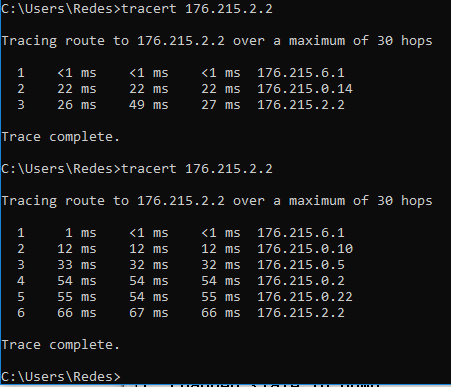 C:\Users\Redes>tracert 176.215.2.2
Tracing route to 176.215.2.2 over a maximum of 30 hops
1 <1 ms <1 ms <1 ms 176.215.6.1
2 22 ms 22 ms 22 ms 176.215.0.14
3 26 ms 49 ms 27 ms 176.215.2.2
Trace complete.
C:\Users\Redes>tracert 176.215.2.2
Tracing route to 176.215.2.2 over a maximum of 30 hops
1 1 ms <1 ms <1 ms 176.215.6.1
2 12 ms 12 ms 12 ms 176.215.0.10
3 33 ms 32 ms 32 ms 176.215.0.5
4 54 ms 54 ms 54 ms 176.215.0.2
5 55 ms 54 ms 55 ms 176.215.0.22
6 66 ms 67 ms 66 ms 176.215.2.2
Trace complete.
C:\Users\Redes>